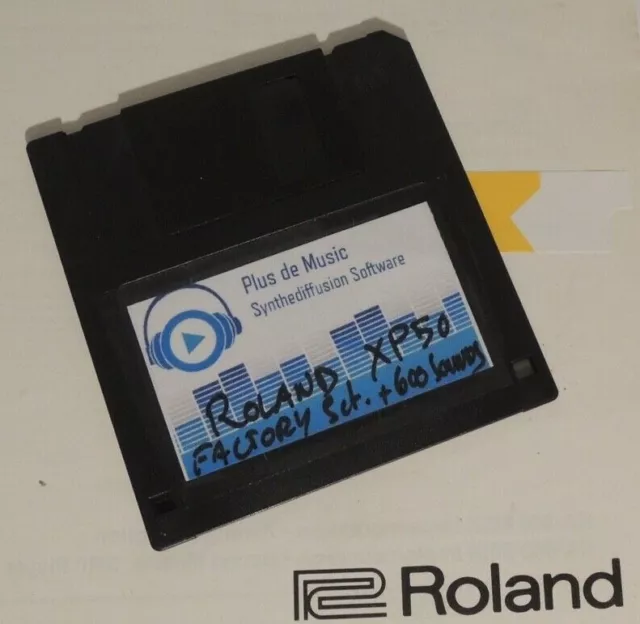 Plus de Music
Synthediffusion Software
ROLAND XP50
FACTORY Set. + 600 Sounds
Roland